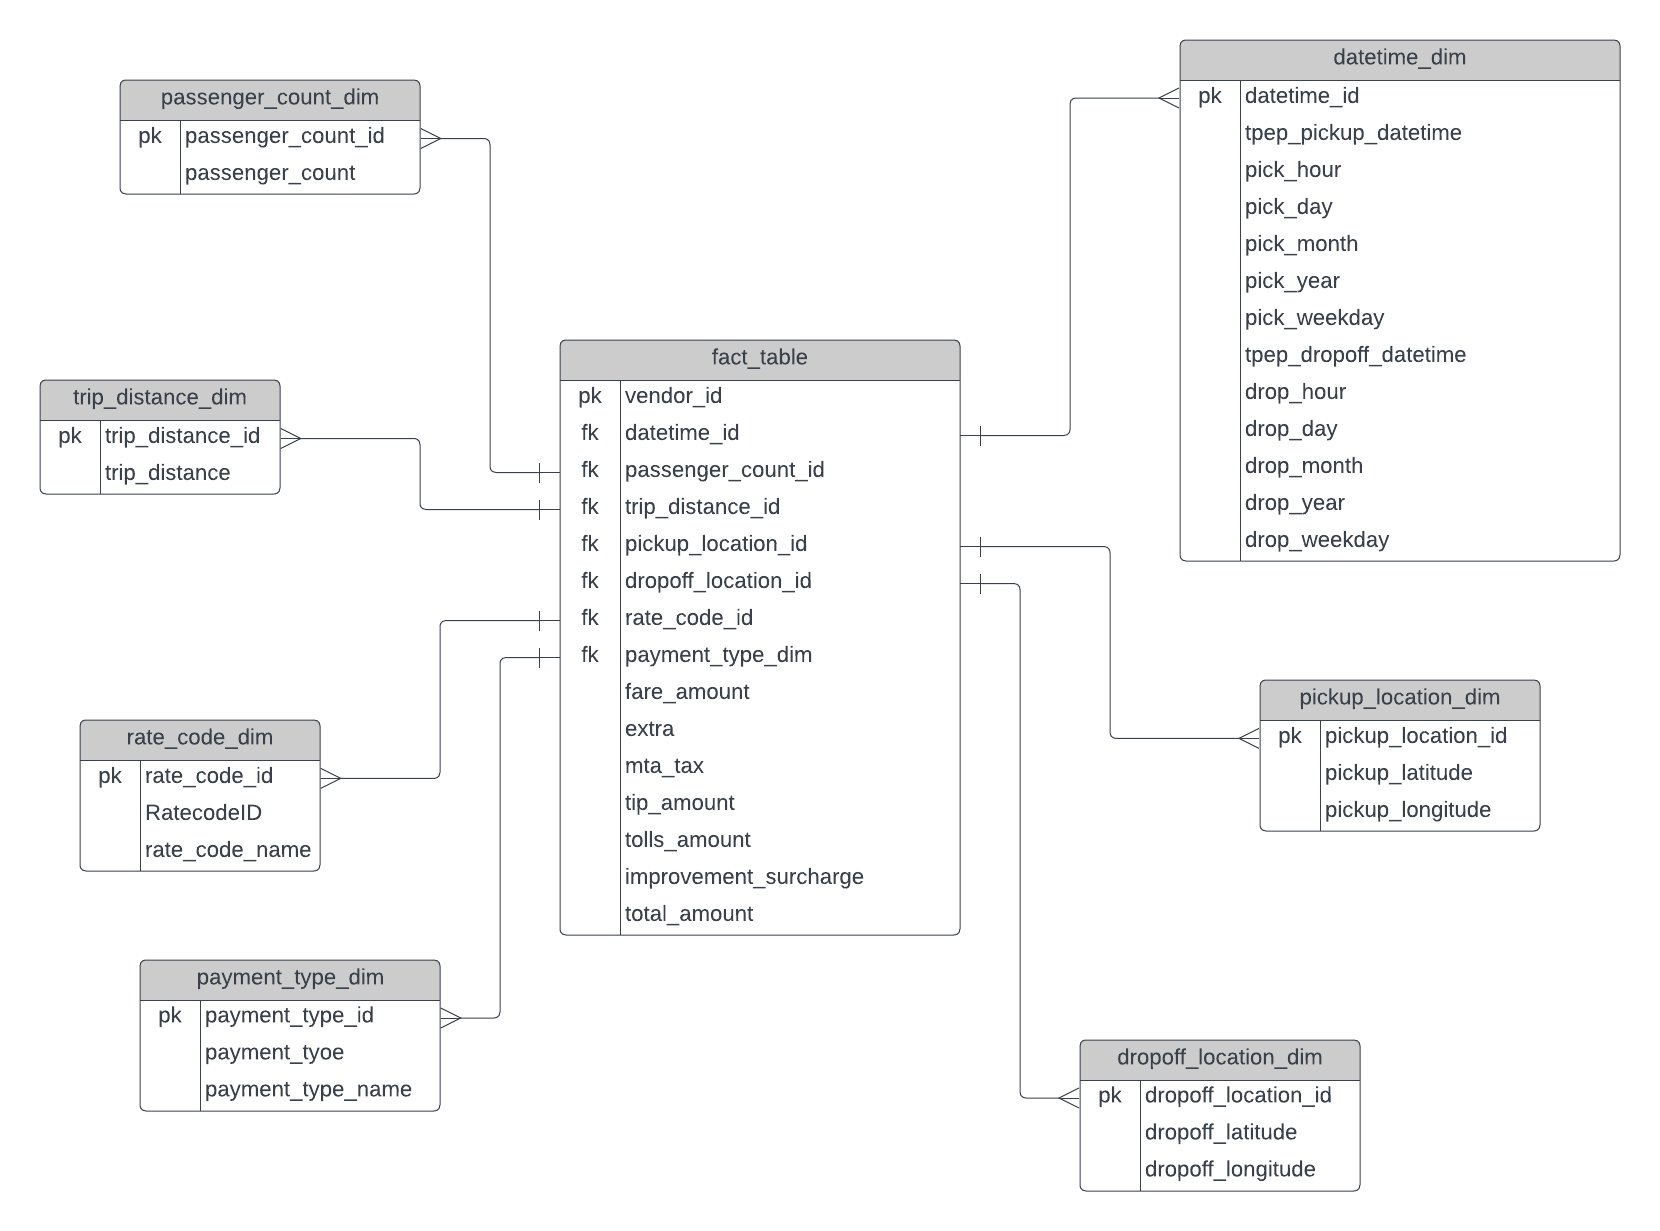 passenger_count_dim
pk passenger_count_id
passenger_count
trip_distance_dim
pk trip_distance_id
trip_distance
rate_code_dim
pk rate_code_id
RatecodeID
rate_code_name
payment_type_dim
pk payment_type_id
payment_tyoe
payment_type_name
fact_table
pk vendor_id
fk datetime_id
fk passenger_count_id
fk trip_distance_id
fk pickup_location_id
fk dropoff_location_id
fk rate_code_id
fk payment_type_dim
fare_amount
extra
mta_tax
tip_amount
tolls_amount
improvement_surcharge
total_amount
datetime_dim
pk datetime_id
tpep_pickup_datetime
pick_hour
pick_day
pick_month
pick_year
pick_weekday
tpep_dropoff_datetime
drop_hour
drop_day
drop_month
drop_year
drop_weekday
pickup_location_dim
pk pickup_location_id
pickup_latitude
pickup_longitude
dropoff_location_dim
pk dropoff_location_id
dropoff_latitude
dropoff_longitude